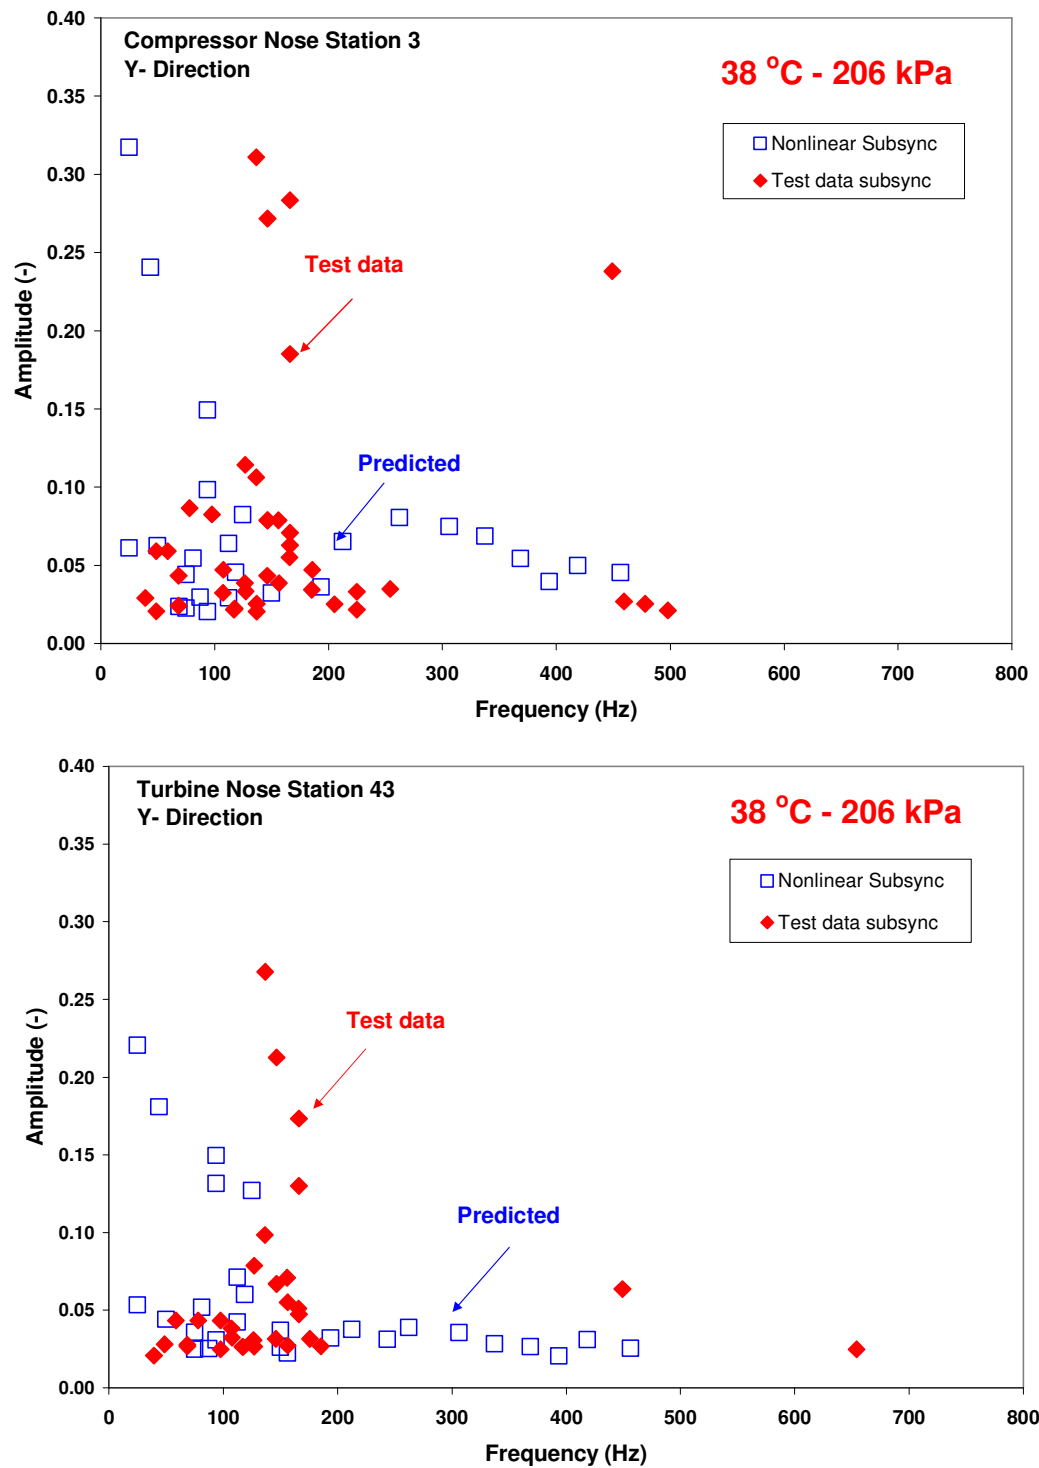 Compressor Nose Station 3
Y- Direction
38 °C - 206 kPa
Nonlinear Subsync
Test data subsync
Test data
Predicted
Amplitude (-)
0.40
0.35
0.30
0.25
0.20
0.15
0.10
0.05
0.00
0 100 200 300 400 500 600 700 800
Frequency (Hz)
Turbine Nose Station 43
Y- Direction
38 °C - 206 kPa
Nonlinear Subsync
Test data subsync
Test data
Predicted
Amplitude (-)
0.40
0.35
0.30
0.25
0.20
0.15
0.10
0.05
0.00
0 100 200 300 400 500 600 700 800
Frequency (Hz)